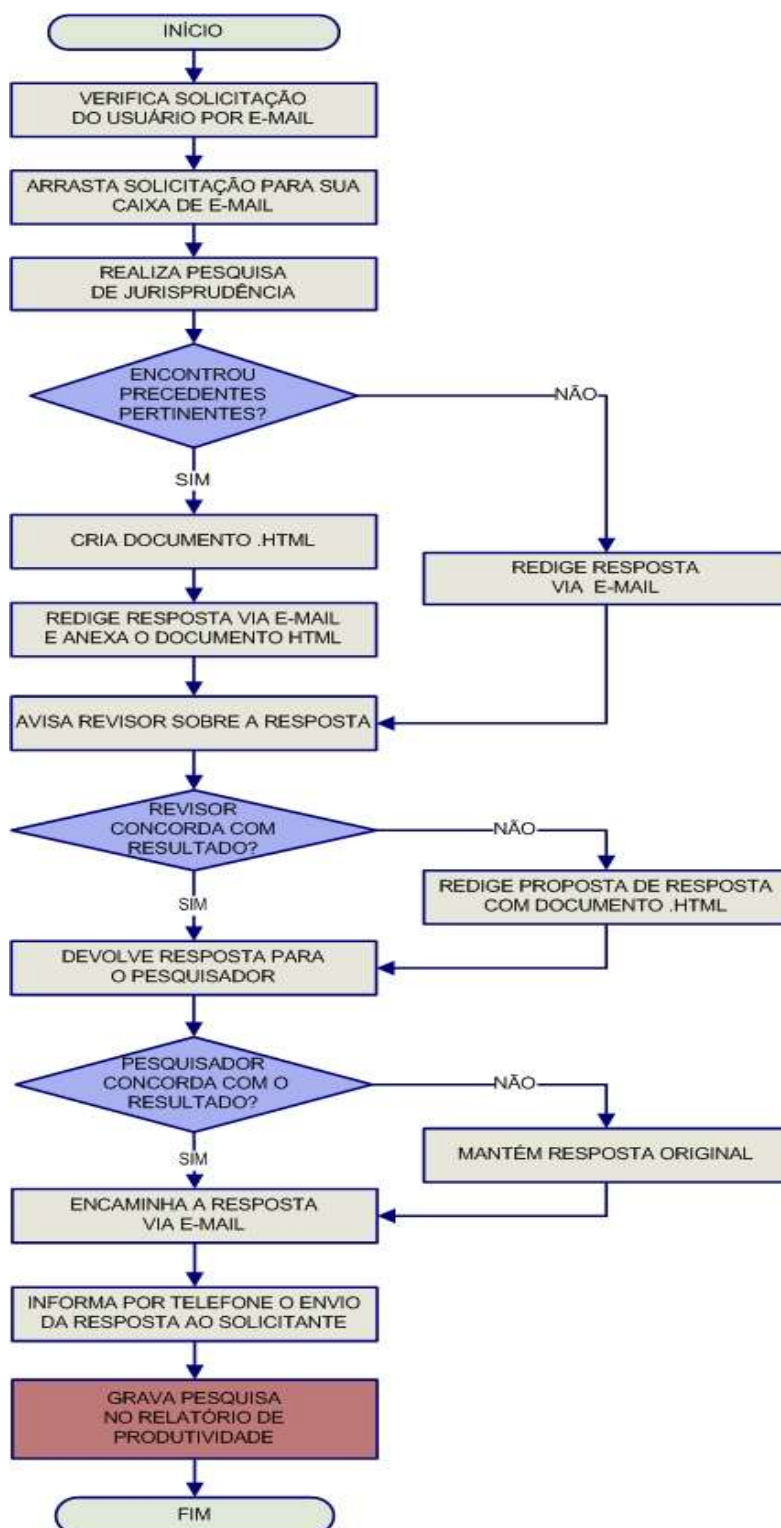 INÍCIO
VERIFICA SOLICITAÇÃO
DO USUÁRIO POR E-MAIL
ARRASTA SOLICITAÇÃO PARA SUA
CAIXA DE E-MAIL
REALIZA PESQUISA
DE JURISPRUDÊNCIA
ENCONTROU
PRECEDENTES
PERTINENTES?
NÃO
SIM
CRIA DOCUMENTO .HTML
REDIGE RESPOSTA
VIA E-MAIL
REDIGE RESPOSTA VIA E-MAIL
E ANEXA O DOCUMENTO HTML
AVISA REVISOR SOBRE A RESPOSTA
REVISOR
CONCORDA COM
RESULTADO?
NÃO
SIM
REDIGE PROPOSTA DE RESPOSTA
COM DOCUMENTO .HTML
DEVOLVE RESPOSTA PARA
O PESQUISADOR
PESQUISADOR
CONCORDA COM O
RESULTADO?
NÃO
SIM
MANTÉM RESPOSTA ORIGINAL
ENCAMINHA A RESPOSTA
VIA E-MAIL
INFORMA POR TELEFONE O ENVIO
DA RESPOSTA AO SOLICITANTE
GRAVA PESQUISA
NO RELATÓRIO DE
PRODUTIVIDADE
FIM